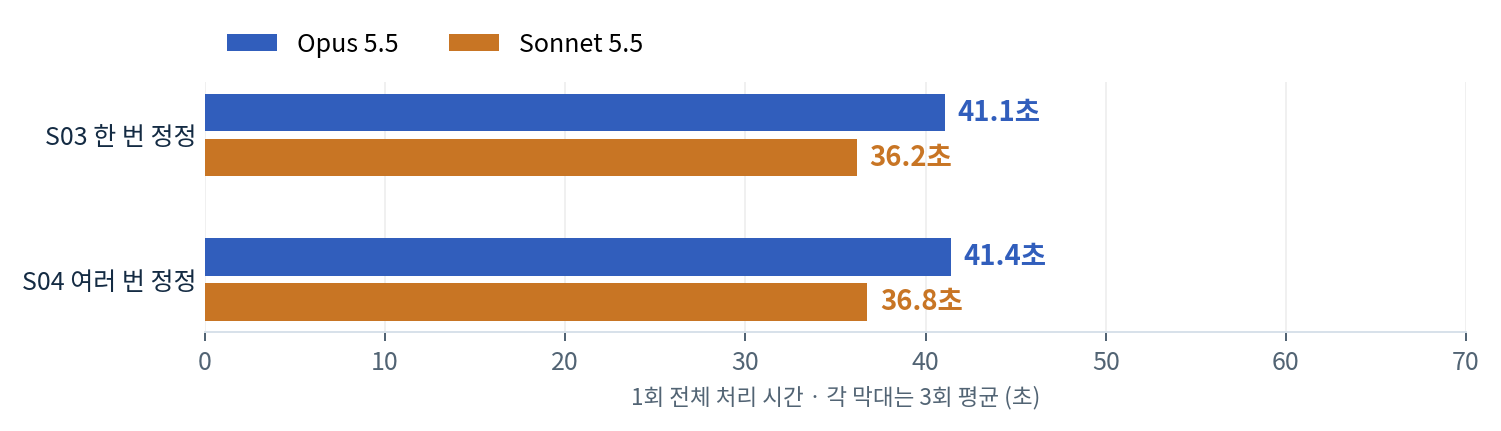 Opus 5.5 Sonnet 5.5
S03 한 번 정정
41.1초
36.2초
S04 여러 번 정정
41.4초
36.8초
0 10 20 30 40 50 60 70
1회 전체 처리 시간 · 각 막대는 3회 평균 (초)